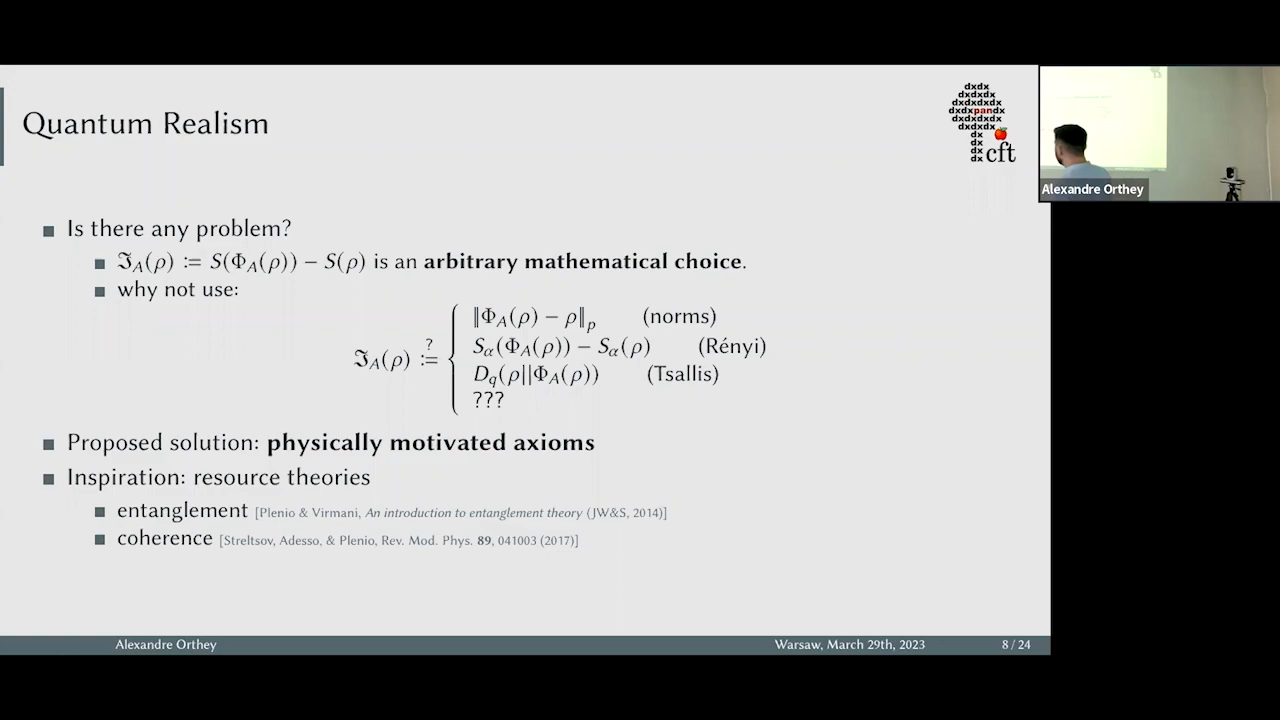 Quantum Realism
dxdx
dxdxdx
dxdxdxdx
dxdxpandx
dxdxdxdx
dxdxdx
dx
dx
dx
dx cft
Alexandre Orthey
Is there any problem?
ℑ_A(ρ) := S(Φ_A(ρ)) − S(ρ) is an arbitrary mathematical choice.
why not use:
‖Φ_A(ρ) − ρ‖_p (norms)
S_α(Φ_A(ρ)) − S_α(ρ) (Rényi)
ℑ_A(ρ) ?:=
D_q(ρ||Φ_A(ρ)) (Tsallis)
???
Proposed solution: physically motivated axioms
Inspiration: resource theories
entanglement [Plenio & Virmani, An introduction to entanglement theory (JW&S, 2014)]
coherence [Streltsov, Adesso, & Plenio, Rev. Mod. Phys. 89, 041003 (2017)]
Alexandre Orthey Warsaw, March 29th, 2023 8 / 24